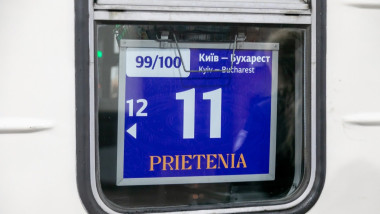 99/100
Київ – Бухарест
Kyiv – Bucharest
12
11
PRIETENIA